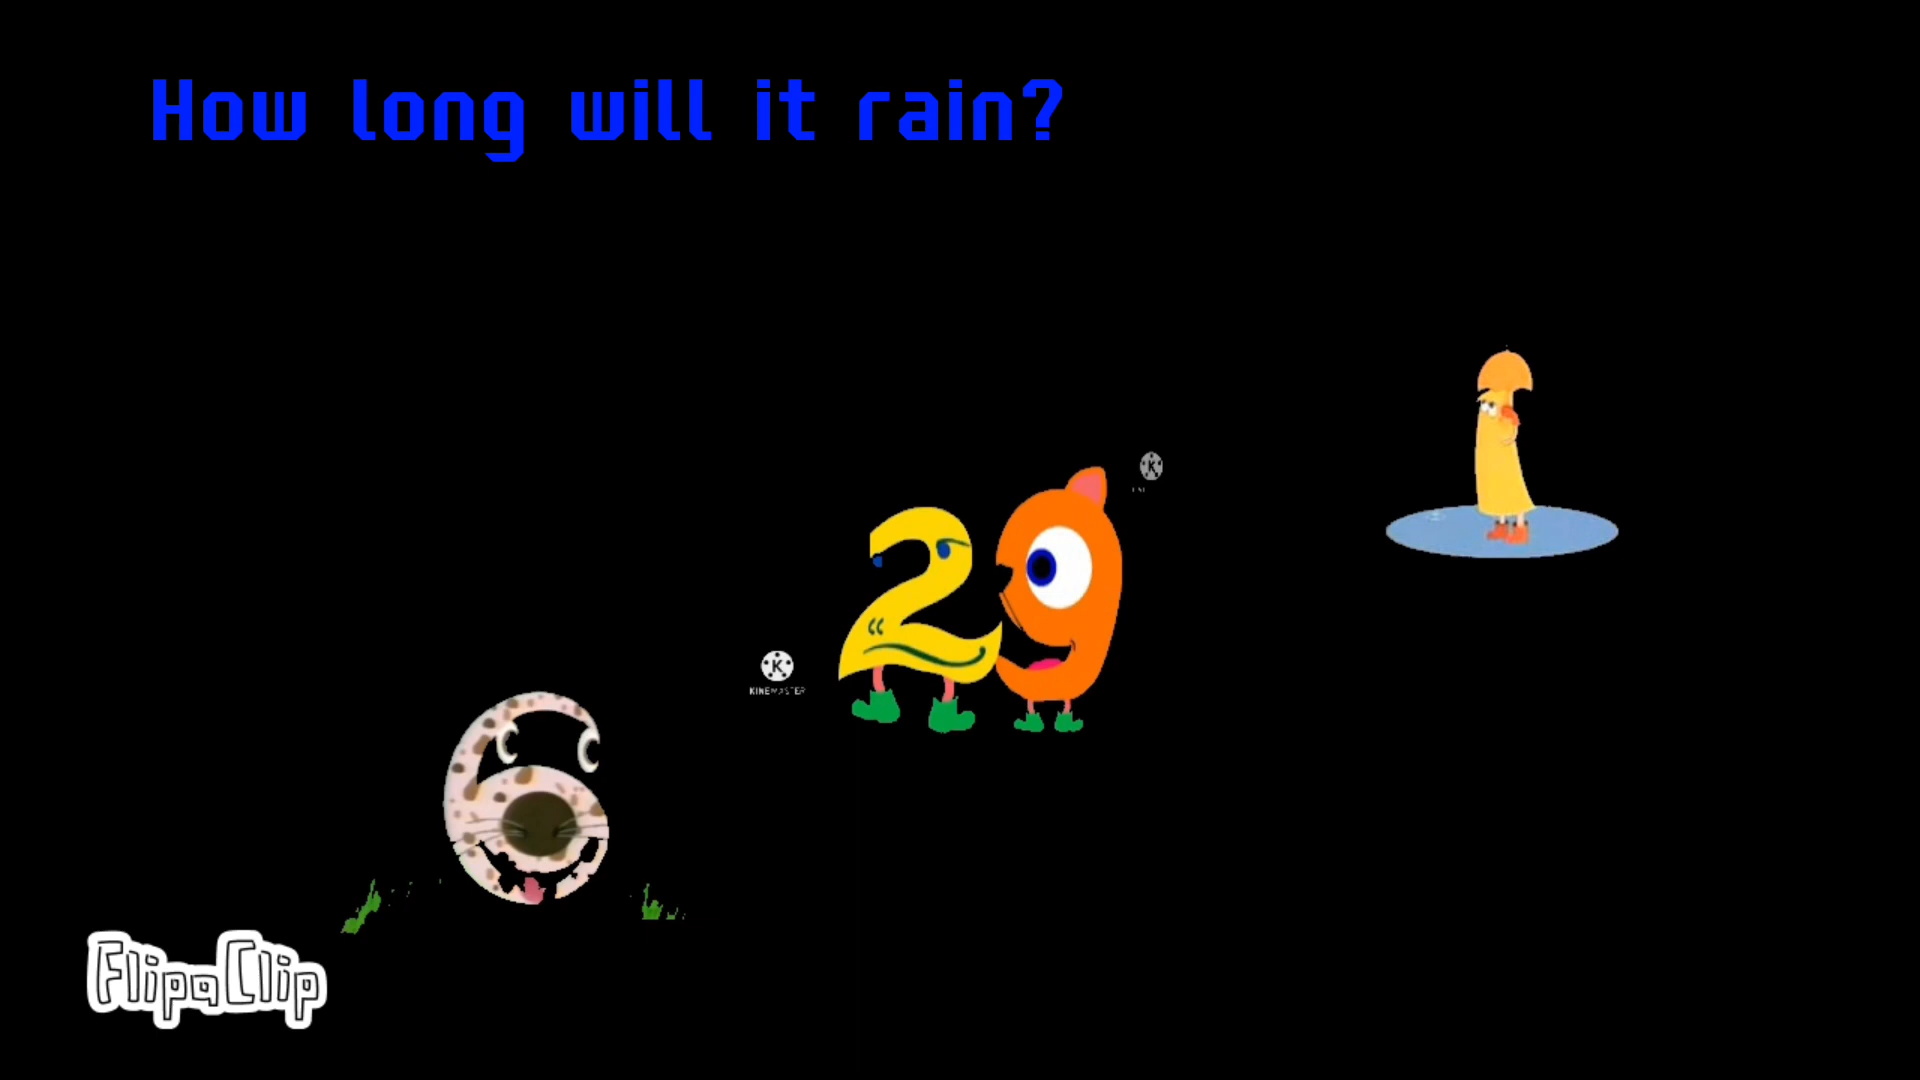 How long will it rain?
K
29
K
KINEMASTER
6
FlipaClip